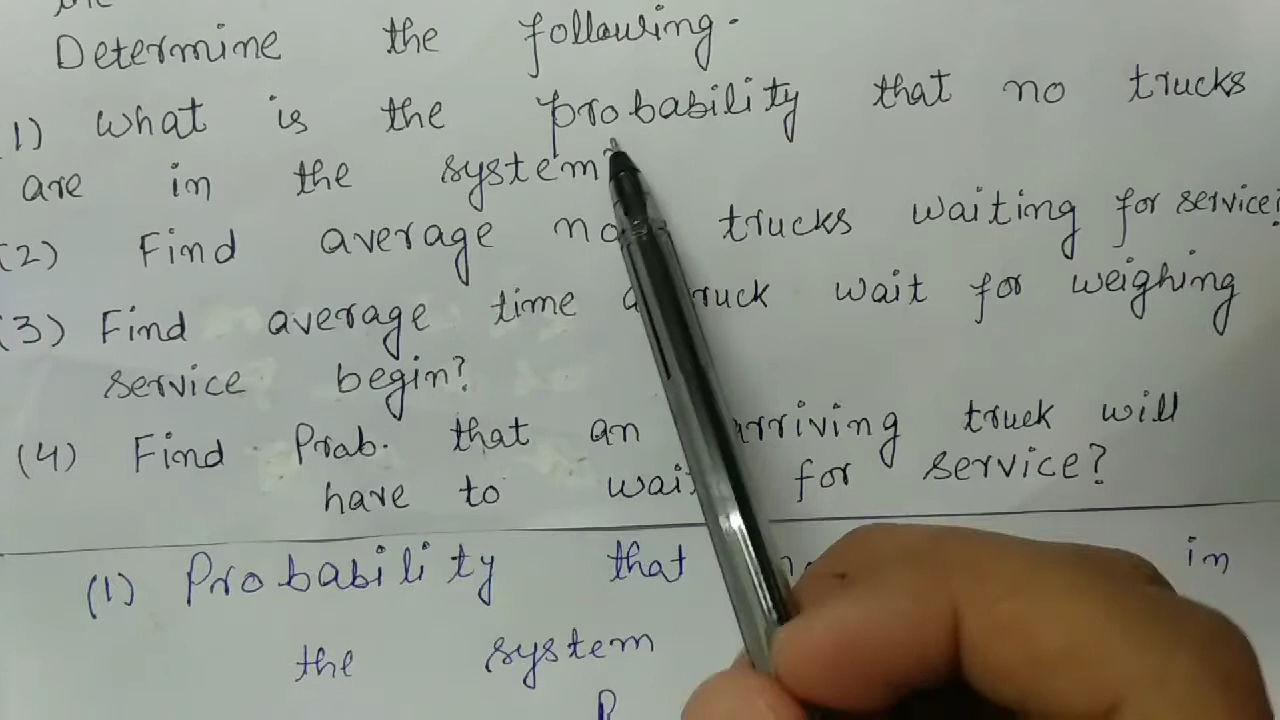 Determine the following.
1) What is the probability that no trucks
are in the system?
(2) Find average no trucks waiting for service?
(3) Find average time a truck wait for weighing
service begin?
(4) Find Prob. that an arriving truck will
have to wait for service?
(1) Probability that in
the system
P